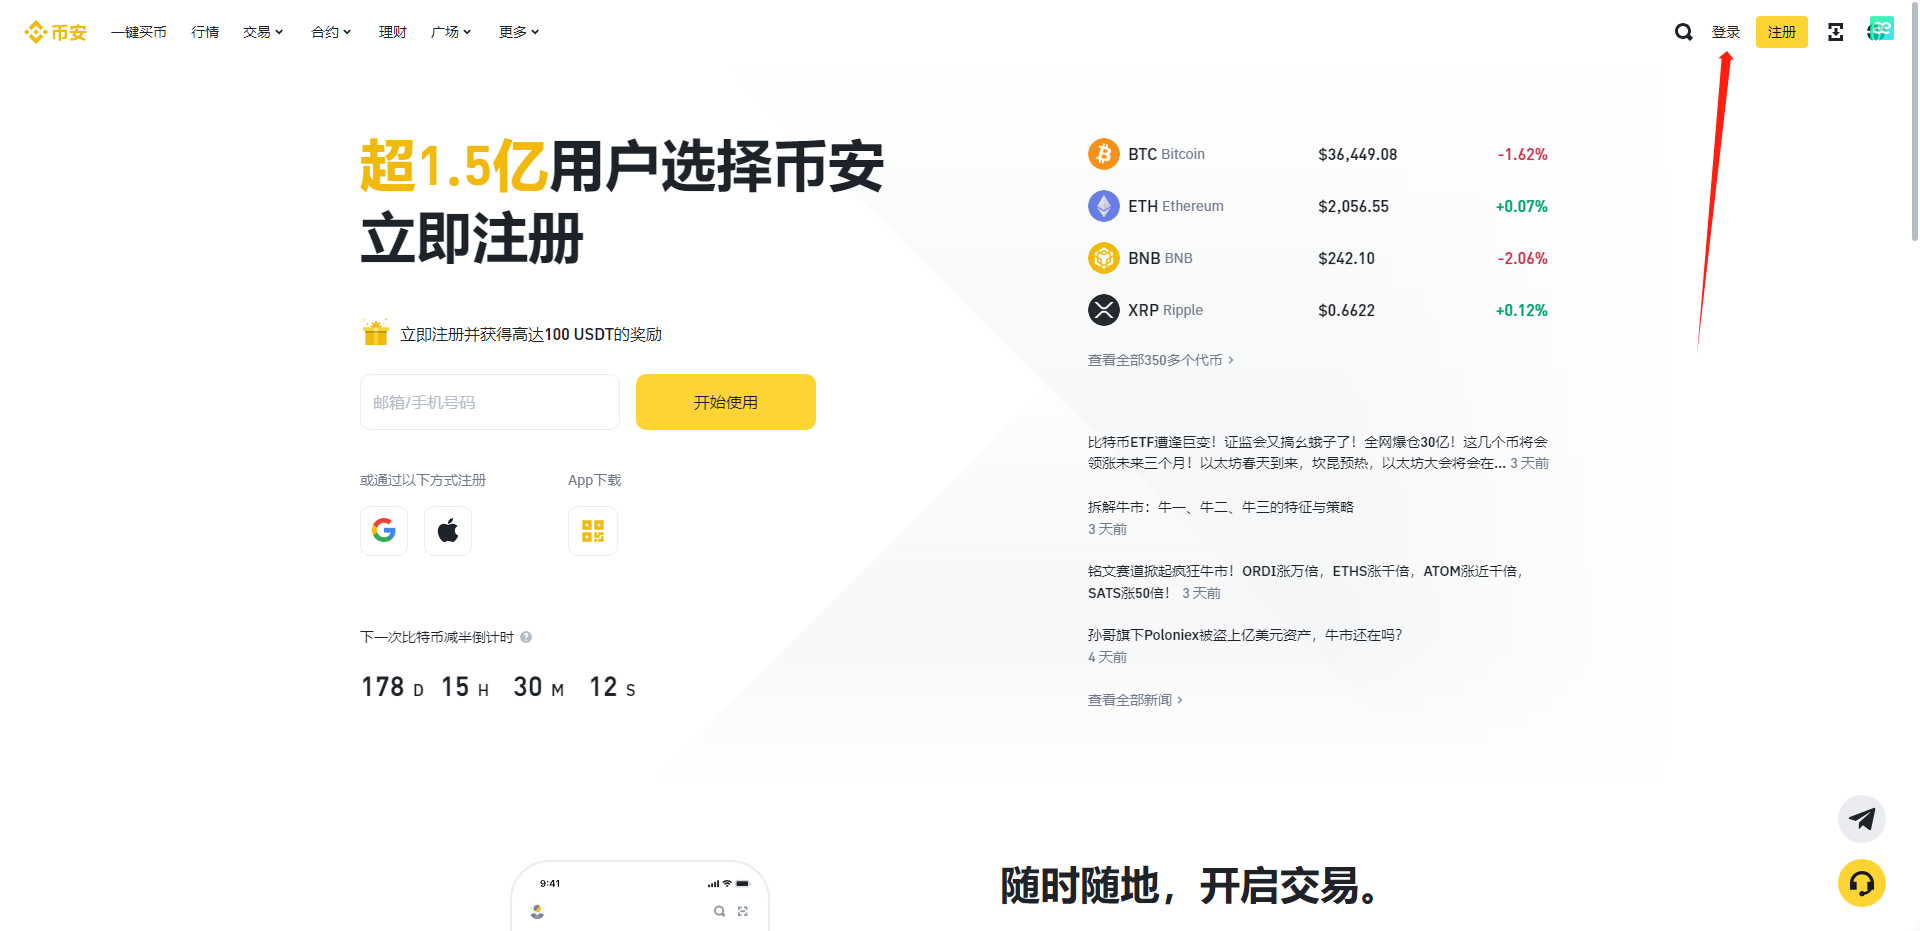 币安 一键买币 行情 交易 合约 理财 广场 更多 登录 注册
超1.5亿用户选择币安
立即注册
立即注册并获得高达100 USDT的奖励
邮箱/手机号码 开始使用
或通过以下方式注册 App下载
下一次比特币减半倒计时
178 D 15 H 30 M 12 S
BTC Bitcoin $36,449.08 -1.62%
ETH Ethereum $2,056.55 +0.07%
BNB BNB $242.10 -2.06%
XRP Ripple $0.6622 +0.12%
查看全部350多个代币
比特币ETF遭逢巨变！证监会又搞幺蛾子了！全网爆仓30亿！这几个币将会
领涨未来三个月！以太坊春天到来，坎昆预热，以太坊大会将会在... 3 天前
拆解牛市：牛一、牛二、牛三的特征与策略
3 天前
铭文赛道掀起疯狂牛市！ORDI涨万倍，ETHS涨千倍，ATOM涨近千倍，
SATS涨50倍！ 3 天前
孙哥旗下Poloniex被盗上亿美元资产，牛市还在吗？
4 天前
查看全部新闻
9:41
随时随地，开启交易。